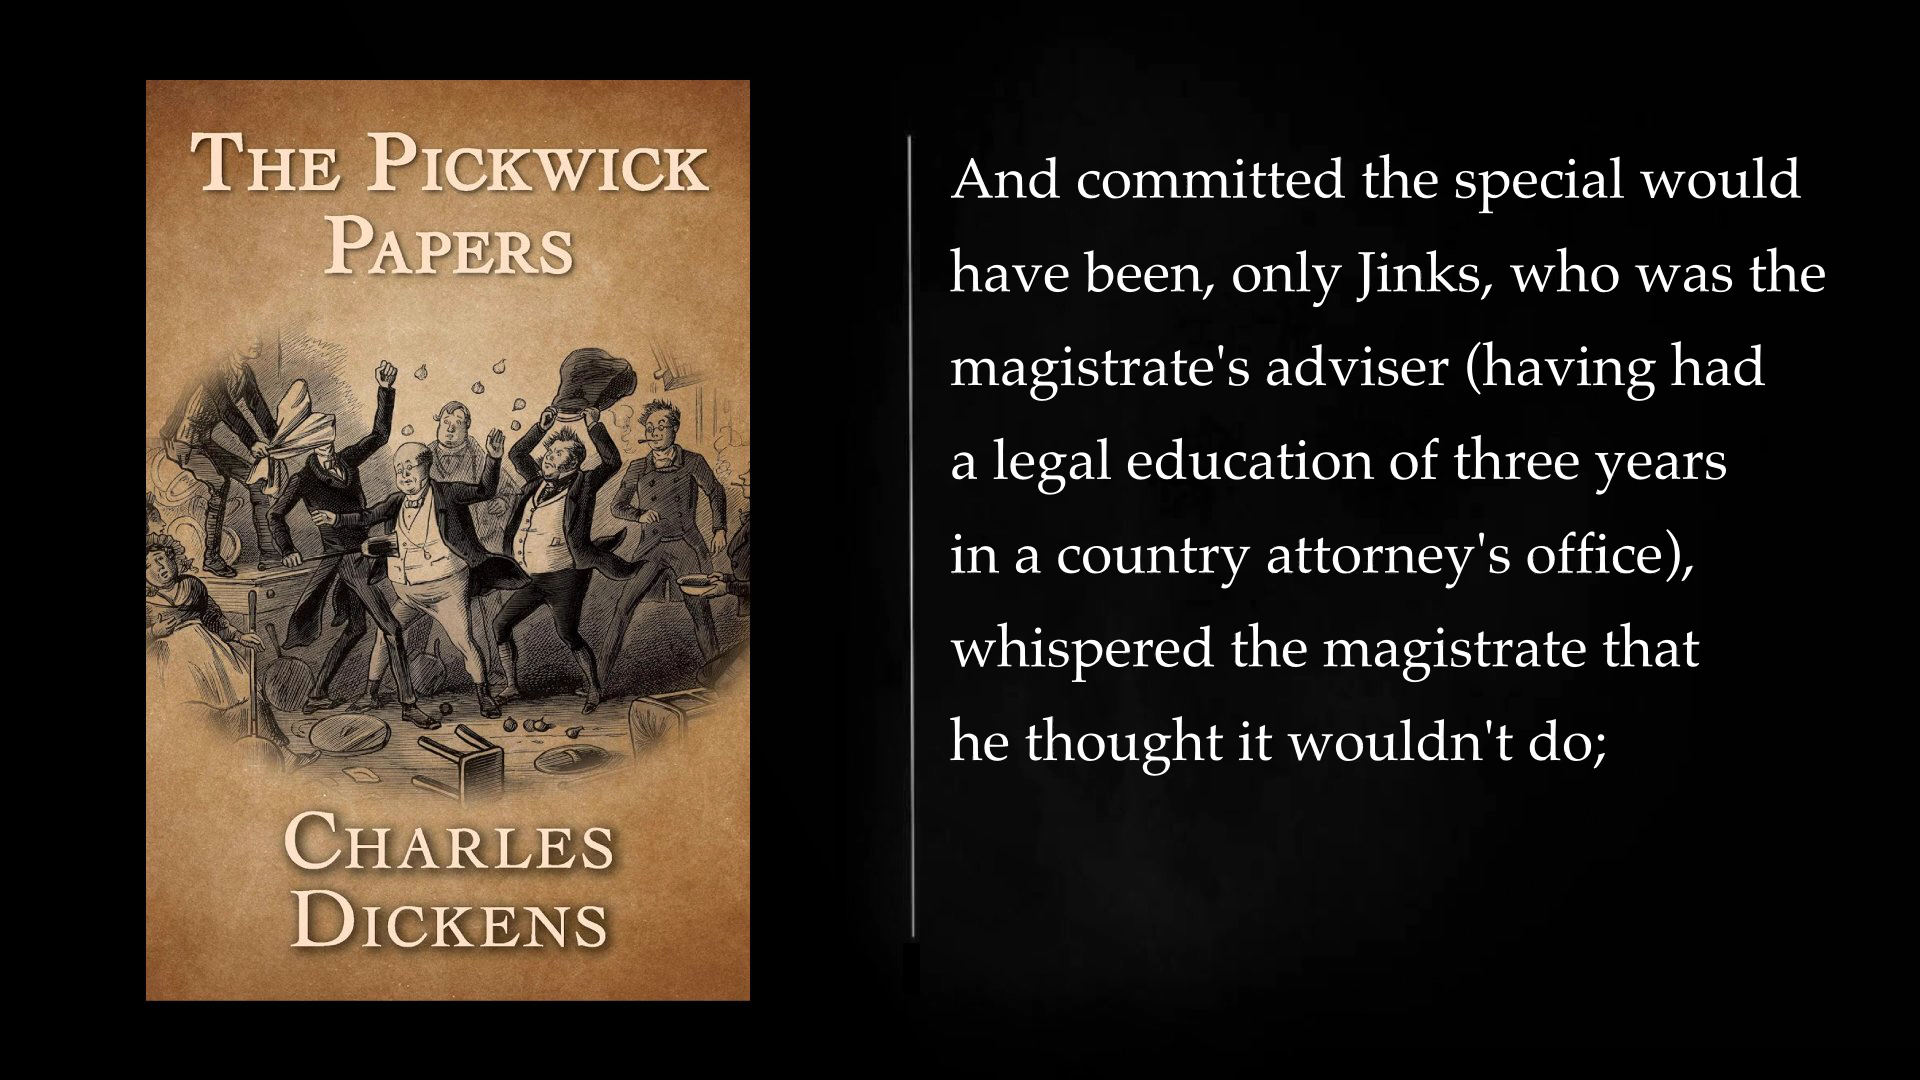 THE PICKWICK
PAPERS
CHARLES
DICKENS
And committed the special would
have been, only Jinks, who was the
magistrate's adviser (having had
a legal education of three years
in a country attorney's office),
whispered the magistrate that
he thought it wouldn't do;